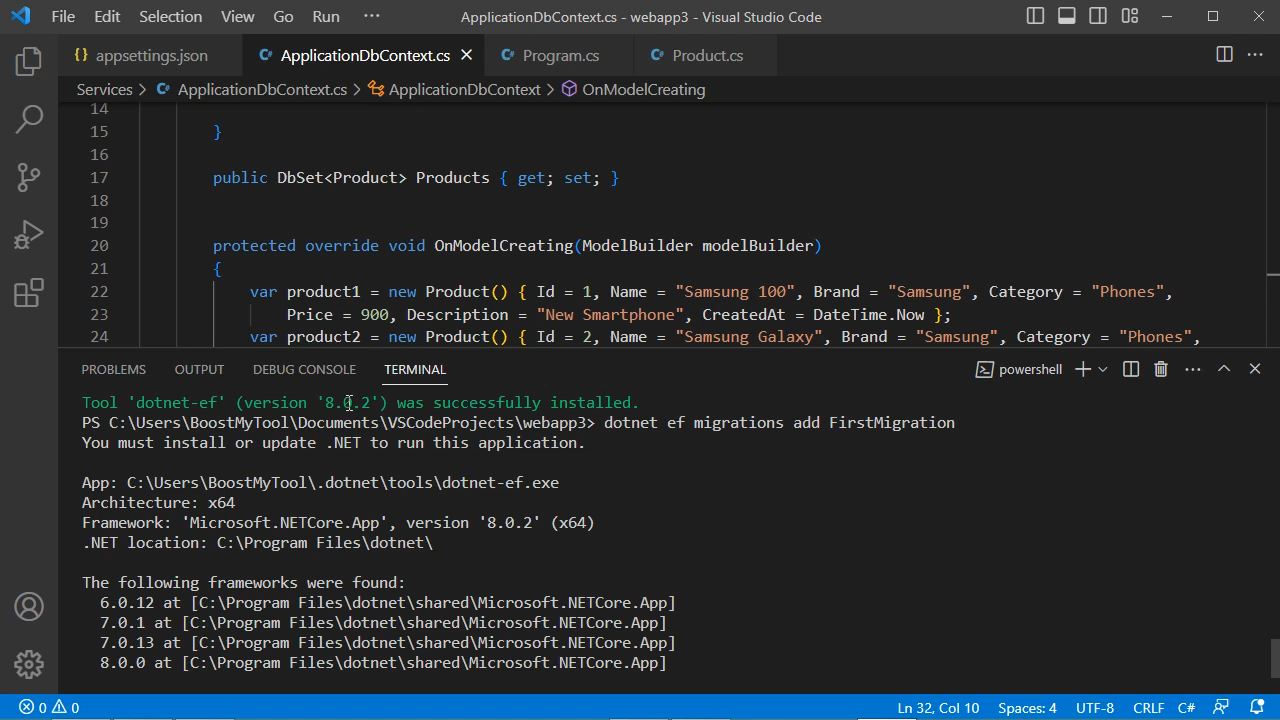 File Edit Selection View Go Run ··· ApplicationDbContext.cs - webapp3 - Visual Studio Code
{} appsettings.json C# ApplicationDbContext.cs C# Program.cs C# Product.cs ···
Services > C# ApplicationDbContext.cs > ApplicationDbContext > OnModelCreating
14
15 }
16
17 public DbSet<Product> Products { get; set; }
18
19
20 protected override void OnModelCreating(ModelBuilder modelBuilder)
21 {
22 var product1 = new Product() { Id = 1, Name = "Samsung 100", Brand = "Samsung", Category = "Phones",
23 Price = 900, Description = "New Smartphone", CreatedAt = DateTime.Now };
24 var product2 = new Product() { Id = 2, Name = "Samsung Galaxy", Brand = "Samsung", Category = "Phones",
PROBLEMS OUTPUT DEBUG CONSOLE TERMINAL powershell
Tool 'dotnet-ef' (version '8.0.2') was successfully installed.
PS C:\Users\BoostMyTool\Documents\VSCodeProjects\webapp3> dotnet ef migrations add FirstMigration
You must install or update .NET to run this application.
App: C:\Users\BoostMyTool\.dotnet\tools\dotnet-ef.exe
Architecture: x64
Framework: 'Microsoft.NETCore.App', version '8.0.2' (x64)
.NET location: C:\Program Files\dotnet\
The following frameworks were found:
6.0.12 at [C:\Program Files\dotnet\shared\Microsoft.NETCore.App]
7.0.1 at [C:\Program Files\dotnet\shared\Microsoft.NETCore.App]
7.0.13 at [C:\Program Files\dotnet\shared\Microsoft.NETCore.App]
8.0.0 at [C:\Program Files\dotnet\shared\Microsoft.NETCore.App]
0 0 Ln 32, Col 10 Spaces: 4 UTF-8 CRLF C#